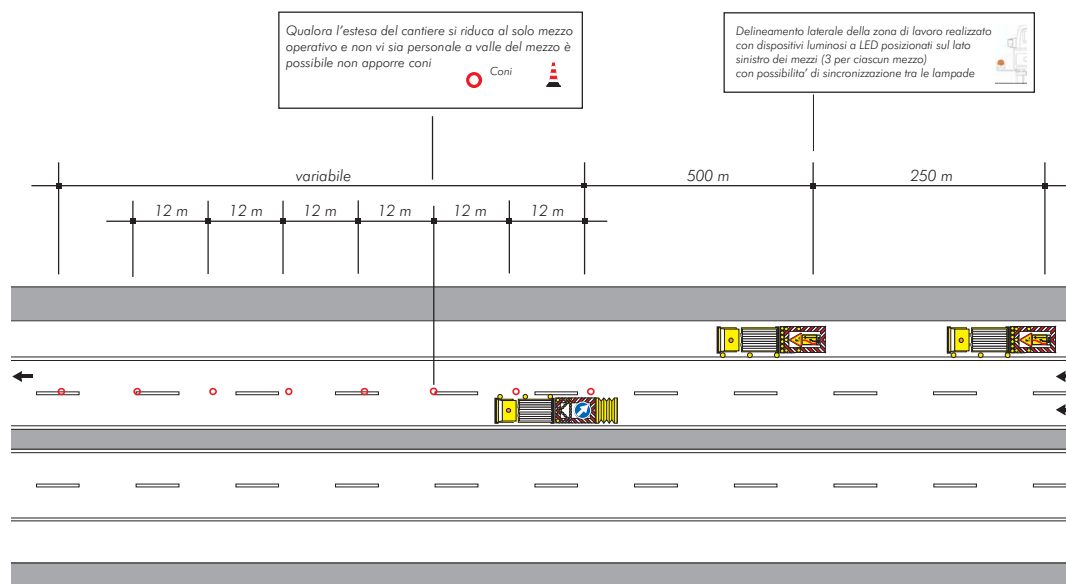 Qualora l'estesa del cantiere si riduca al solo mezzo
operativo e non vi sia personale a valle del mezzo è
possibile non apporre coni
Coni
Delineamento laterale della zona di lavoro realizzato
con dispositivi luminosi a LED posizionati sul lato
sinistro dei mezzi (3 per ciascun mezzo)
con possibilita' di sincronizzazione tra le lampade
variabile
500 m
250 m
12 m
12 m
12 m
12 m
12 m
12 m